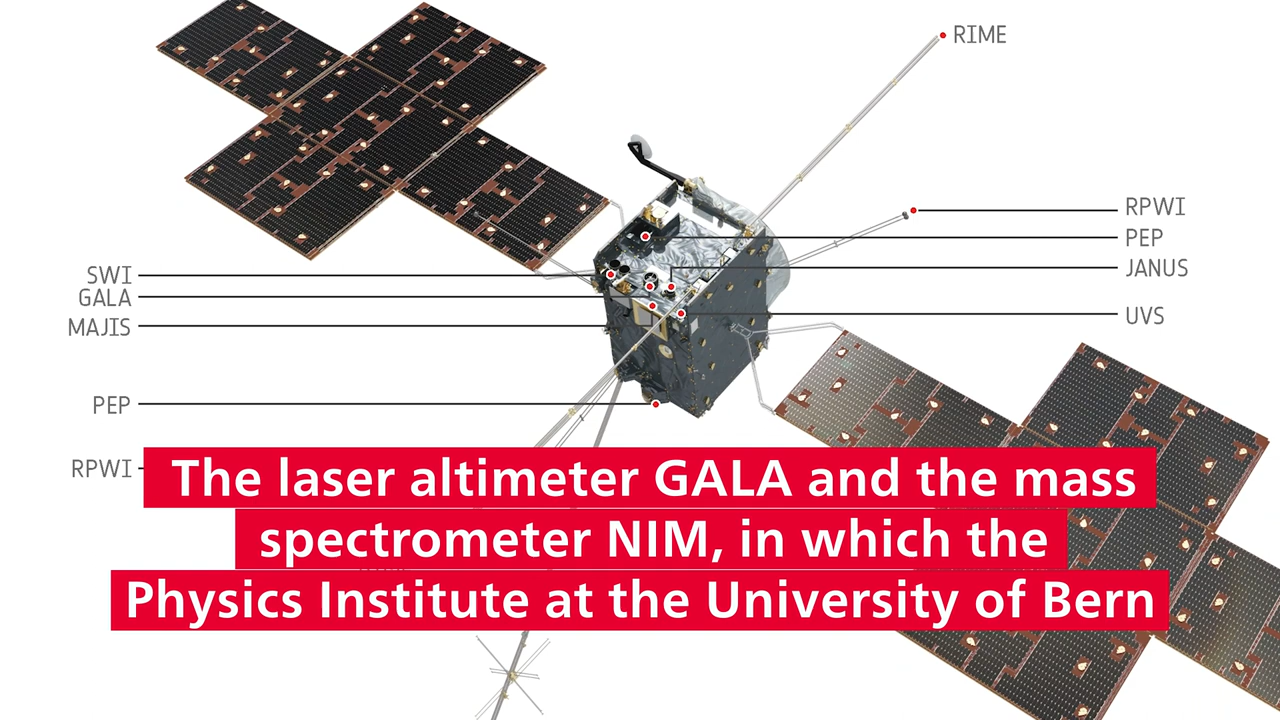 RIME
RPWI
PEP
JANUS
UVS
SWI
GALA
MAJIS
PEP
RPWI
The laser altimeter GALA and the mass
spectrometer NIM, in which the
Physics Institute at the University of Bern